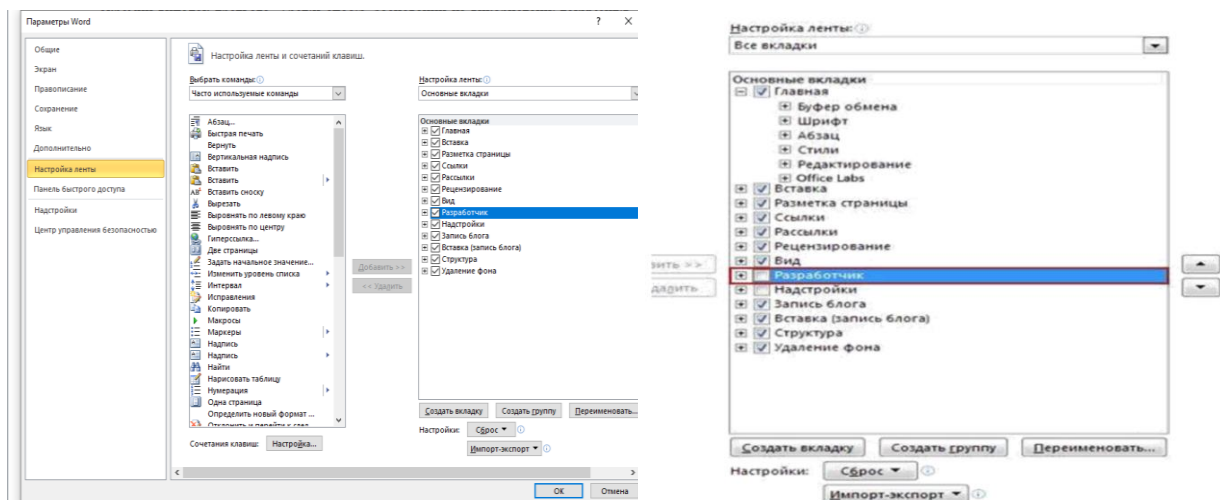 Параметры Word
? X
Общие
Экран
Правописание
Сохранение
Язык
Дополнительно
Настройка ленты
Панель быстрого доступа
Надстройки
Центр управления безопасностью
Настройка ленты и сочетаний клавиш.
Выбрать команды:
Часто используемые команды
Абзац...
Быстрая печать
Вернуть
Вертикальная надпись
Вставить
Вставить
Вставить сноску
Вырезать
Выровнять по левому краю
Выровнять по центру
Гиперссылка...
Две страницы
Задать начальное значение...
Изменить уровень списка
Интервал
Исправления
Копировать
Макросы
Маркеры
Надпись
Надпись
Найти
Нарисовать таблицу
Нумерация
Одна страница
Определить новый формат ...
Отклонить и перейти к след
Сочетания клавиш: Настройка...
Добавить >>
<< Удалить
Настройка ленты:
Основные вкладки
Основные вкладки
Главная
Вставка
Разметка страницы
Ссылки
Рассылки
Рецензирование
Вид
Разработчик
Надстройки
Запись блога
Вставка (запись блога)
Структура
Удаление фона
Создать вкладку Создать группу Переименовать...
Настройки: Сброс
Импорт-экспорт
ОК Отмена
Настройка ленты:
Все вкладки
Основные вкладки
Главная
Буфер обмена
Шрифт
Абзац
Стили
Редактирование
Office Labs
Вставка
Разметка страницы
Ссылки
Рассылки
Рецензирование
Вид
Разработчик
Надстройки
Запись блога
Вставка (запись блога)
Структура
Удаление фона
Создать вкладку Создать группу Переименовать...
Настройки: Сброс
Импорт-экспорт